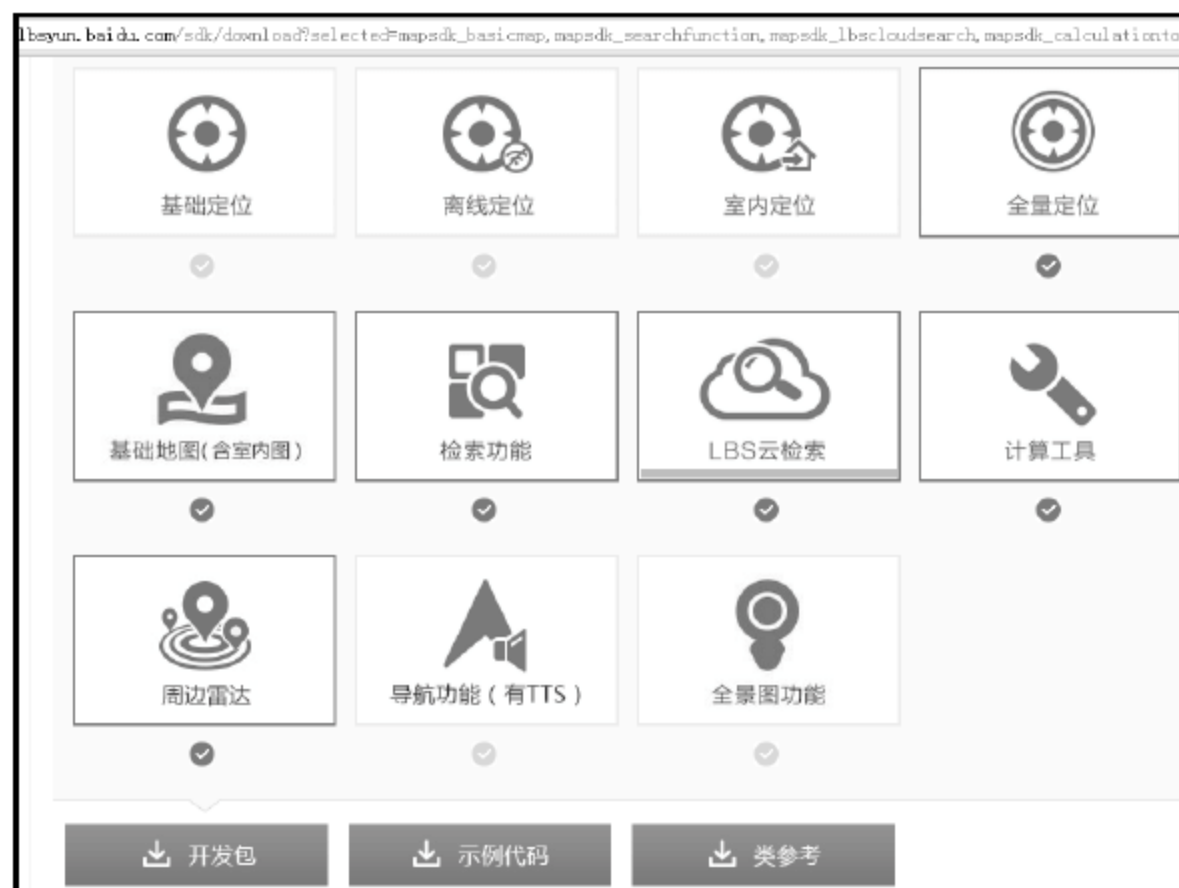 lbsyun.baidu.com/sdk/download?selected=mapsdk_basicmap,mapsdk_searchfunction,mapsdk_lbscloudsearch,mapsdk_calculationto
基础定位 离线定位 室内定位 全量定位
基础地图(含室内图) 检索功能 LBS云检索 计算工具
周边雷达 导航功能(有TTS) 全景图功能
开发包 示例代码 类参考